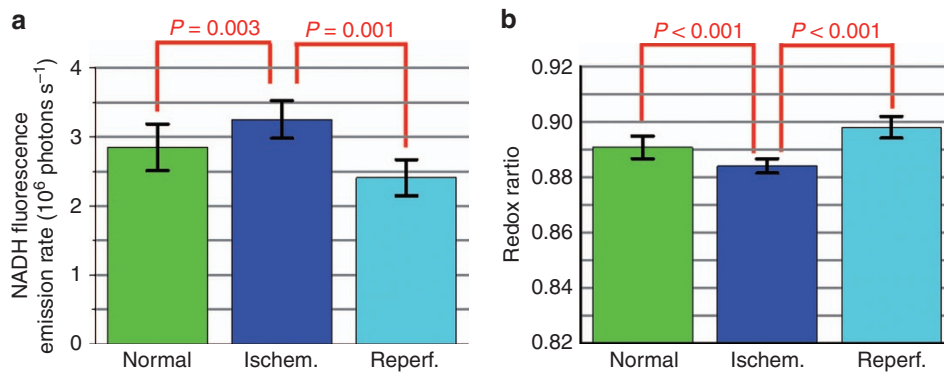 a
P = 0.003
P = 0.001
NADH fluorescence
emission rate (10⁶ photons s⁻¹)
4
3
2
1
0
Normal
Ischem.
Reperf.
b
P < 0.001
P < 0.001
Redox rartio
0.92
0.90
0.88
0.86
0.84
0.82
Normal
Ischem.
Reperf.